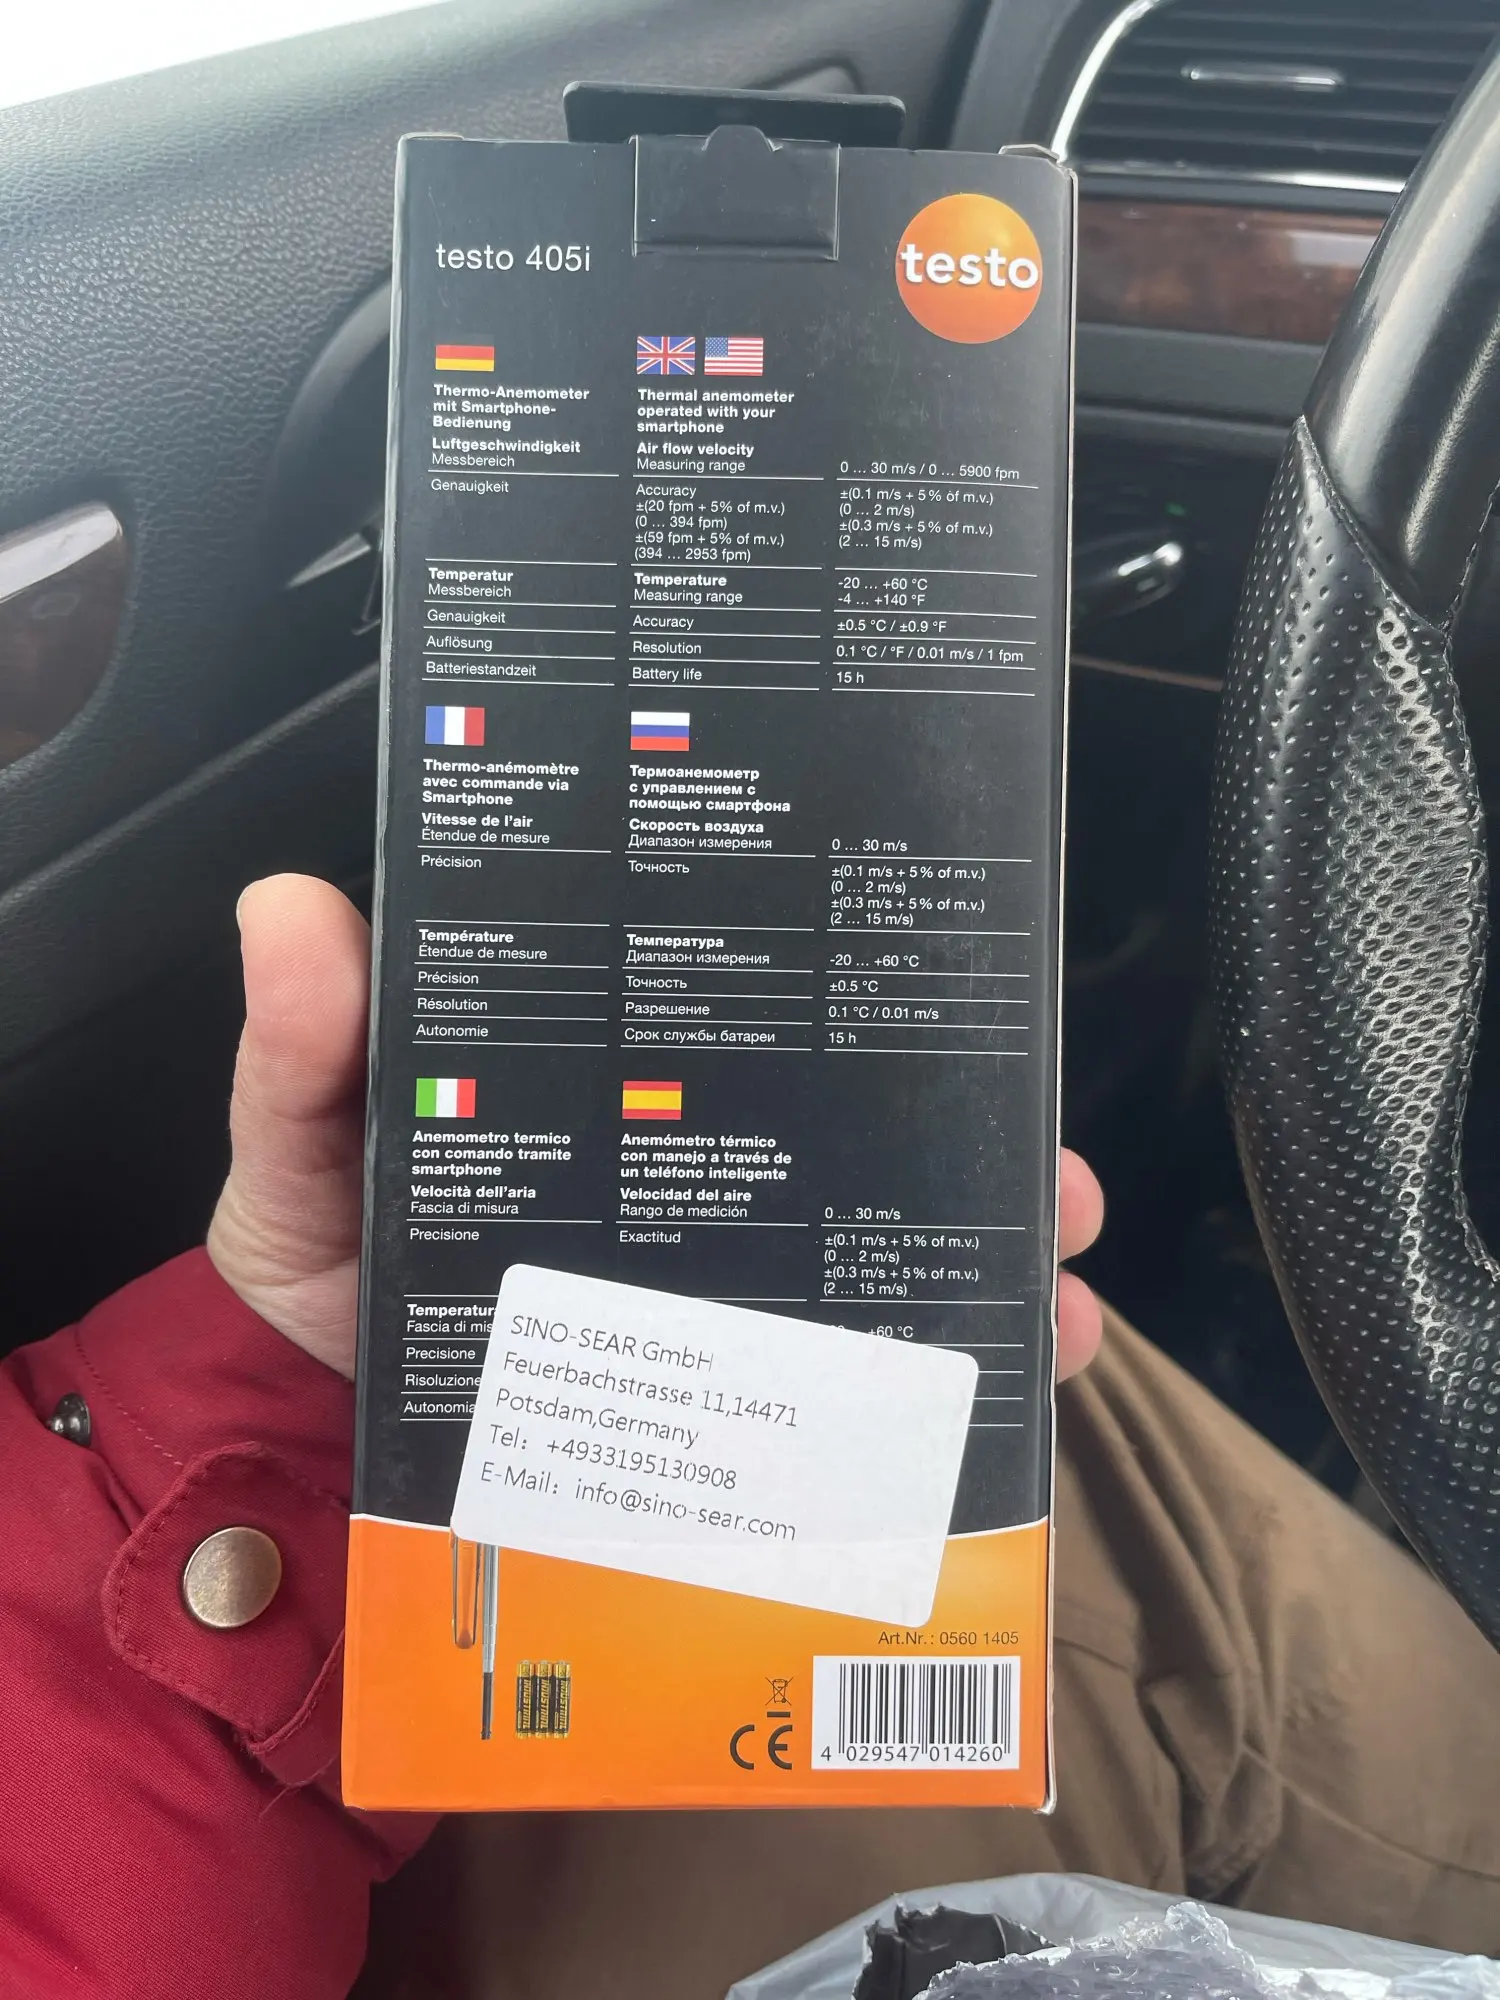 testo 405i
testo
Thermo-Anemometer
mit Smartphone-
Bedienung
Luftgeschwindigkeit
Messbereich
Genauigkeit
Temperatur
Messbereich
Genauigkeit
Auflösung
Batteriestandzeit
Thermal anemometer
operated with your
smartphone
Air flow velocity
Measuring range
0 ... 30 m/s / 0 ... 5900 fpm
Accuracy
±(20 fpm + 5% of m.v.)
(0 ... 394 fpm)
±(59 fpm + 5% of m.v.)
(394 ... 2953 fpm)
±(0.1 m/s + 5% of m.v.)
(0 ... 2 m/s)
±(0.3 m/s + 5% of m.v.)
(2 ... 15 m/s)
Temperature
Measuring range
-20 ... +60 °C
-4 ... +140 °F
Accuracy
±0.5 °C / ±0.9 °F
Resolution
0.1 °C / °F / 0.01 m/s / 1 fpm
Battery life
15 h
Thermo-anémomètre
avec commande via
Smartphone
Vitesse de l'air
Étendue de mesure
Précision
Température
Étendue de mesure
Précision
Résolution
Autonomie
Термоанемометр
с управлением с
помощью смартфона
Скорость воздуха
Диапазон измерения
0 ... 30 m/s
Точность
±(0.1 m/s + 5% of m.v.)
(0 ... 2 m/s)
±(0.3 m/s + 5% of m.v.)
(2 ... 15 m/s)
Температура
Диапазон измерения
-20 ... +60 °C
Точность
±0.5 °C
Разрешение
0.1 °C / 0.01 m/s
Срок службы батареи
15 h
Anemometro termico
con comando tramite
smartphone
Velocità dell'aria
Fascia di misura
Precisione
Temperatur
Fascia di mis
Precisione
Risoluzione
Autonomia
Anemómetro térmico
con manejo a través de
un teléfono inteligente
Velocidad del aire
Rango de medición
0 ... 30 m/s
Exactitud
±(0.1 m/s + 5% of m.v.)
(0 ... 2 m/s)
±(0.3 m/s + 5% of m.v.)
(2 ... 15 m/s)
+60 °C
SINO-SEAR GmbH
Feuerbachstrasse 11,14471
Potsdam,Germany
Tel: +4933195130908
E-Mail: info@sino-sear.com
Art.Nr.: 0560 1405
INDUSTRIAL
CE
4 029547 014260